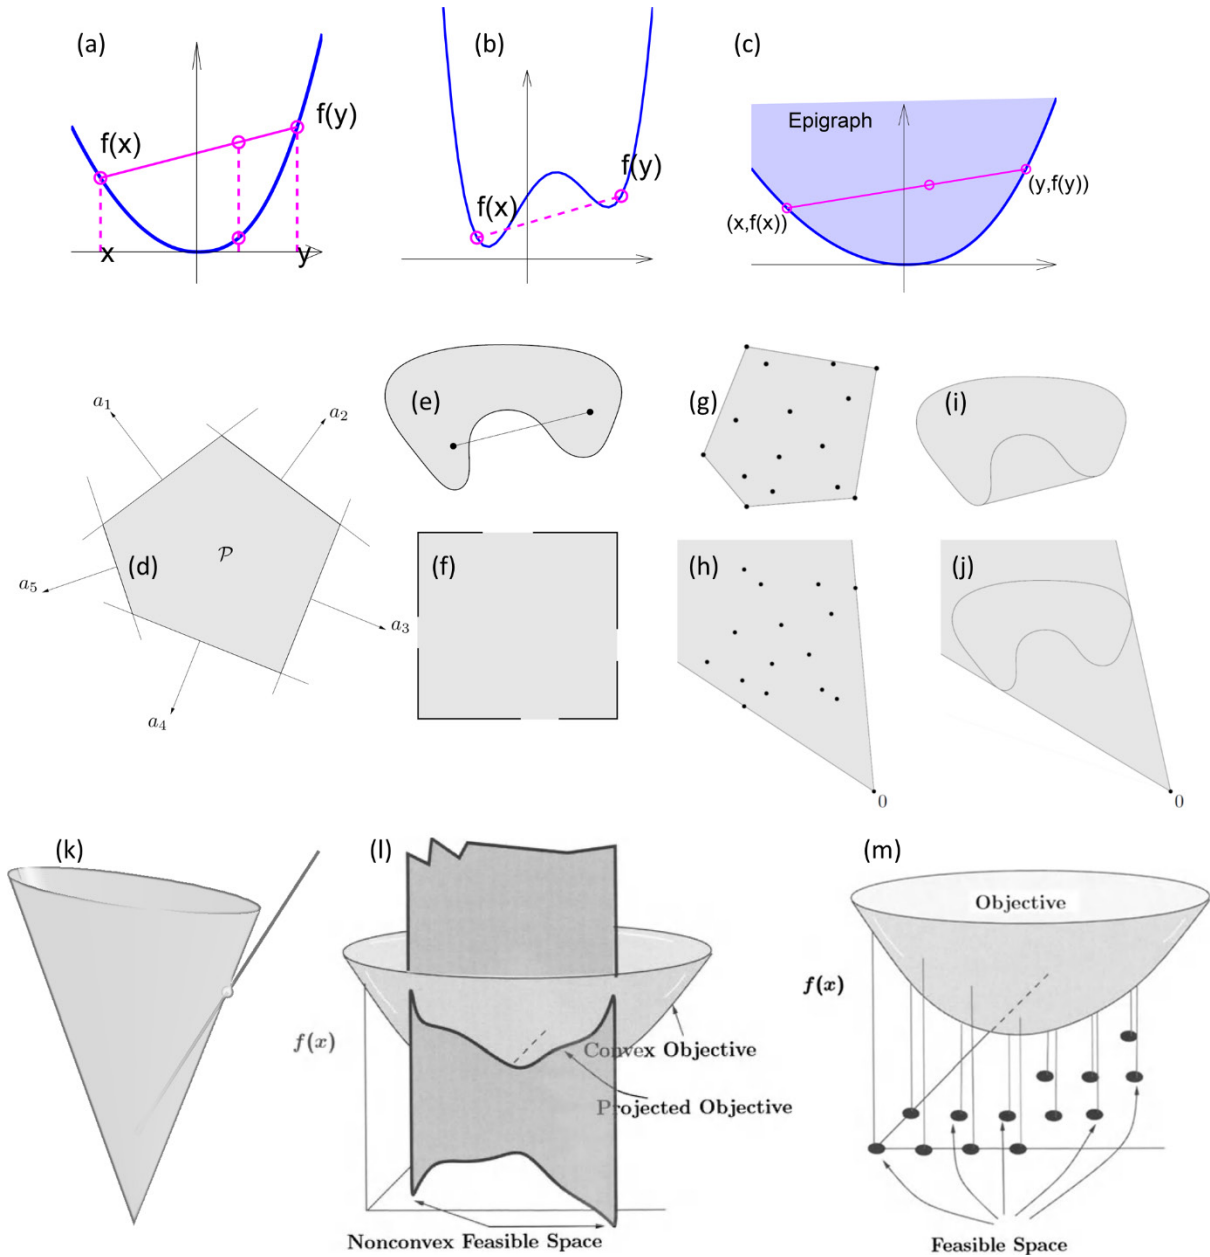 (a)
f(x)
f(y)
x
y
(b)
f(x)
f(y)
(c)
Epigraph
(x,f(x))
(y,f(y))
a₁
a₂
(d)
𝒫
a₅
a₃
a₄
(e)
(f)
(g)
(h)
0
(i)
(j)
0
(k)
(l)
f(x)
Convex Objective
Projected Objective
Nonconvex Feasible Space
(m)
Objective
f(x)
Feasible Space